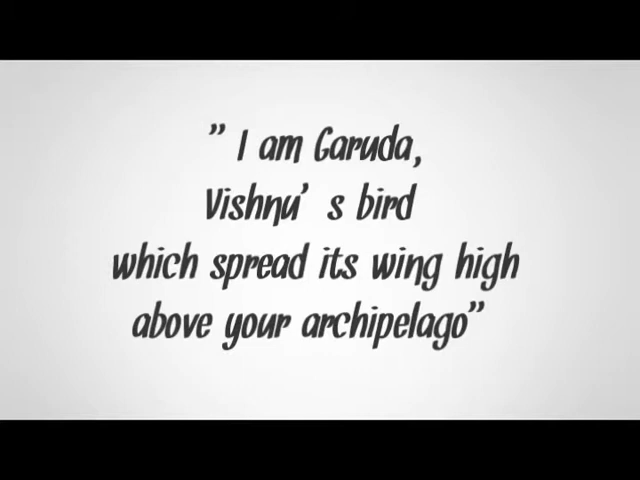 " I am Garuda,
Vishnu' s bird
which spread its wing high
above your archipelago"